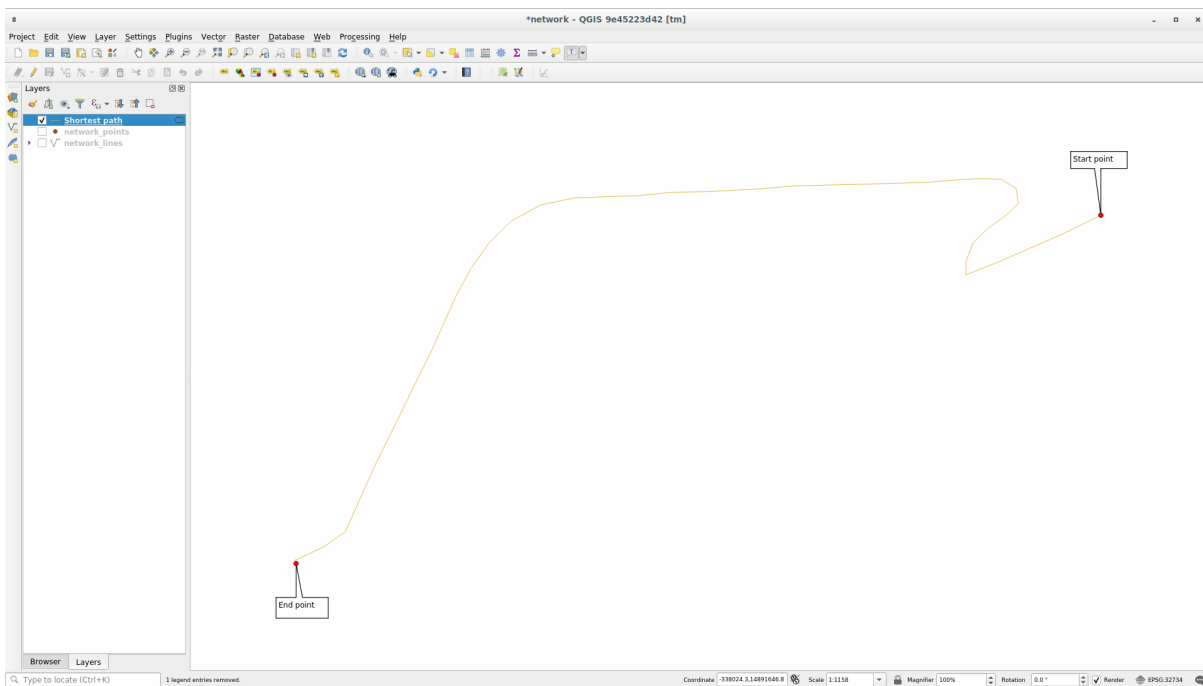 *network - QGIS 9e45223d42 [tm]
Project Edit View Layer Settings Plugins Vector Raster Database Web Processing Help
Layers
Shortest path
network_points
network_lines
Start point
End point
Browser Layers
Type to locate (Ctrl+K) 1 legend entries removed. Coordinate -338024.3,14891646.8 Scale 1:1158 Magnifier 100% Rotation 0.0 ° Render EPSG:32734